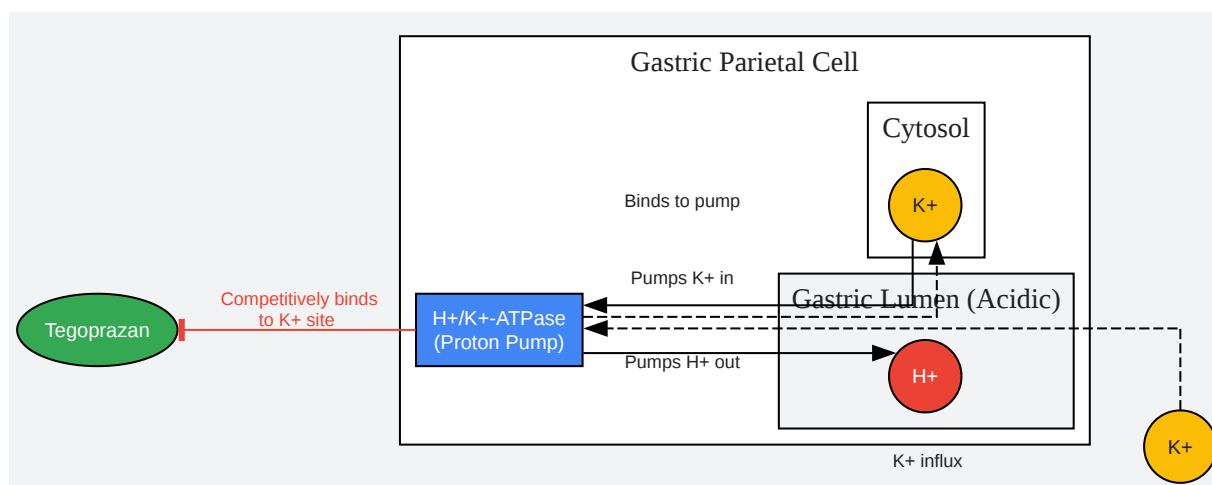 Gastric Parietal Cell
Cytosol
K+
Binds to pump
Pumps K+ in
Gastric Lumen (Acidic)
Competitively binds
to K+ site
Tegoprazan
H+/K+-ATPase
(Proton Pump)
Pumps H+ out
H+
K+
K+ influx